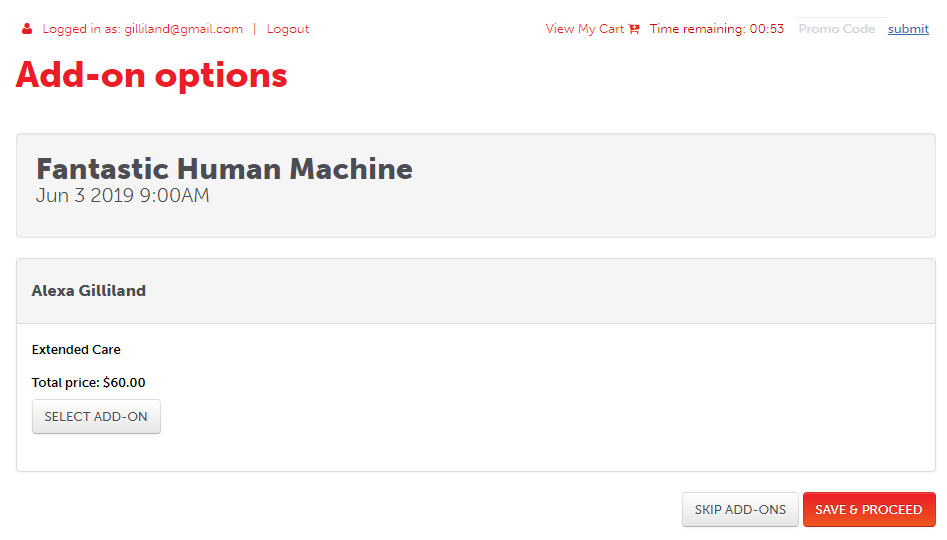 Logged in as: gilliland@gmail.com | Logout
View My Cart Time remaining: 00:53 Promo Code submit
Add-on options
Fantastic Human Machine
Jun 3 2019 9:00AM
Alexa Gilliland
Extended Care
Total price: $60.00
SELECT ADD-ON
SKIP ADD-ONS SAVE & PROCEED